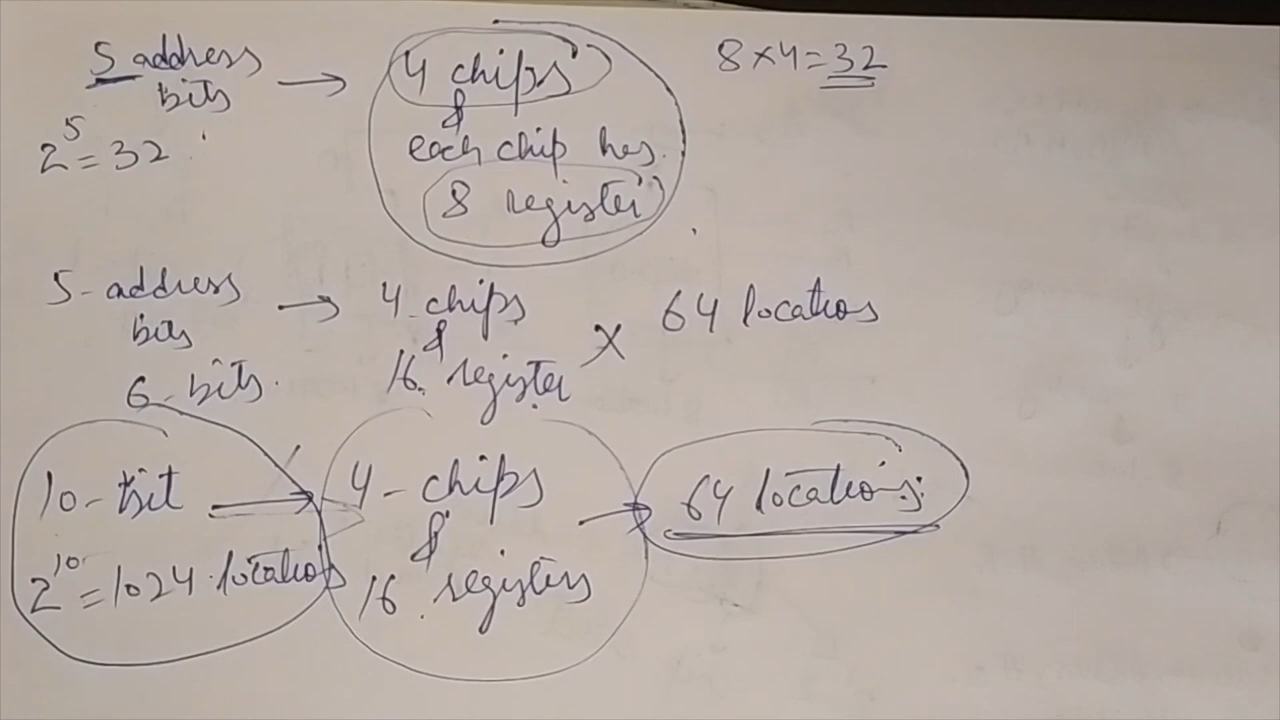 5 address
bits
2^5 = 32
→ 4 chips
&
each chip has
8 register
8 × 4 = 32
5-address
bits
6-bits.
→ 4 chips
&
16 register
×
64 locations
10-bit
2^10 = 1024 locations
4-chips
&
16 registers
→ 64 locations